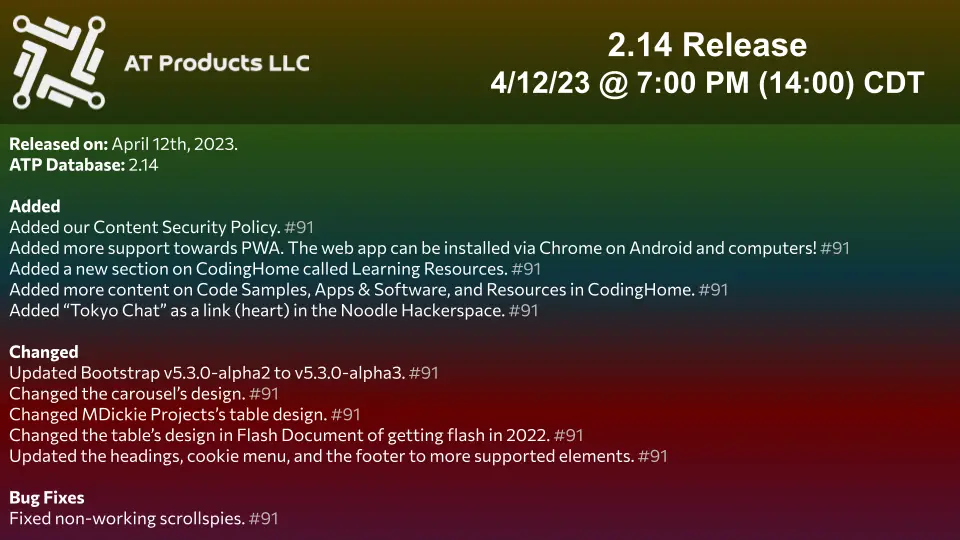 AT Products LLC
2.14 Release
4/12/23 @ 7:00 PM (14:00) CDT
Released on: April 12th, 2023.
ATP Database: 2.14
Added
Added our Content Security Policy. #91
Added more support towards PWA. The web app can be installed via Chrome on Android and computers! #91
Added a new section on CodingHome called Learning Resources. #91
Added more content on Code Samples, Apps & Software, and Resources in CodingHome. #91
Added “Tokyo Chat” as a link (heart) in the Noodle Hackerspace. #91
Changed
Updated Bootstrap v5.3.0-alpha2 to v5.3.0-alpha3. #91
Changed the carousel’s design. #91
Changed MDickie Projects’s table design. #91
Changed the table’s design in Flash Document of getting flash in 2022. #91
Updated the headings, cookie menu, and the footer to more supported elements. #91
Bug Fixes
Fixed non-working scrollspies. #91